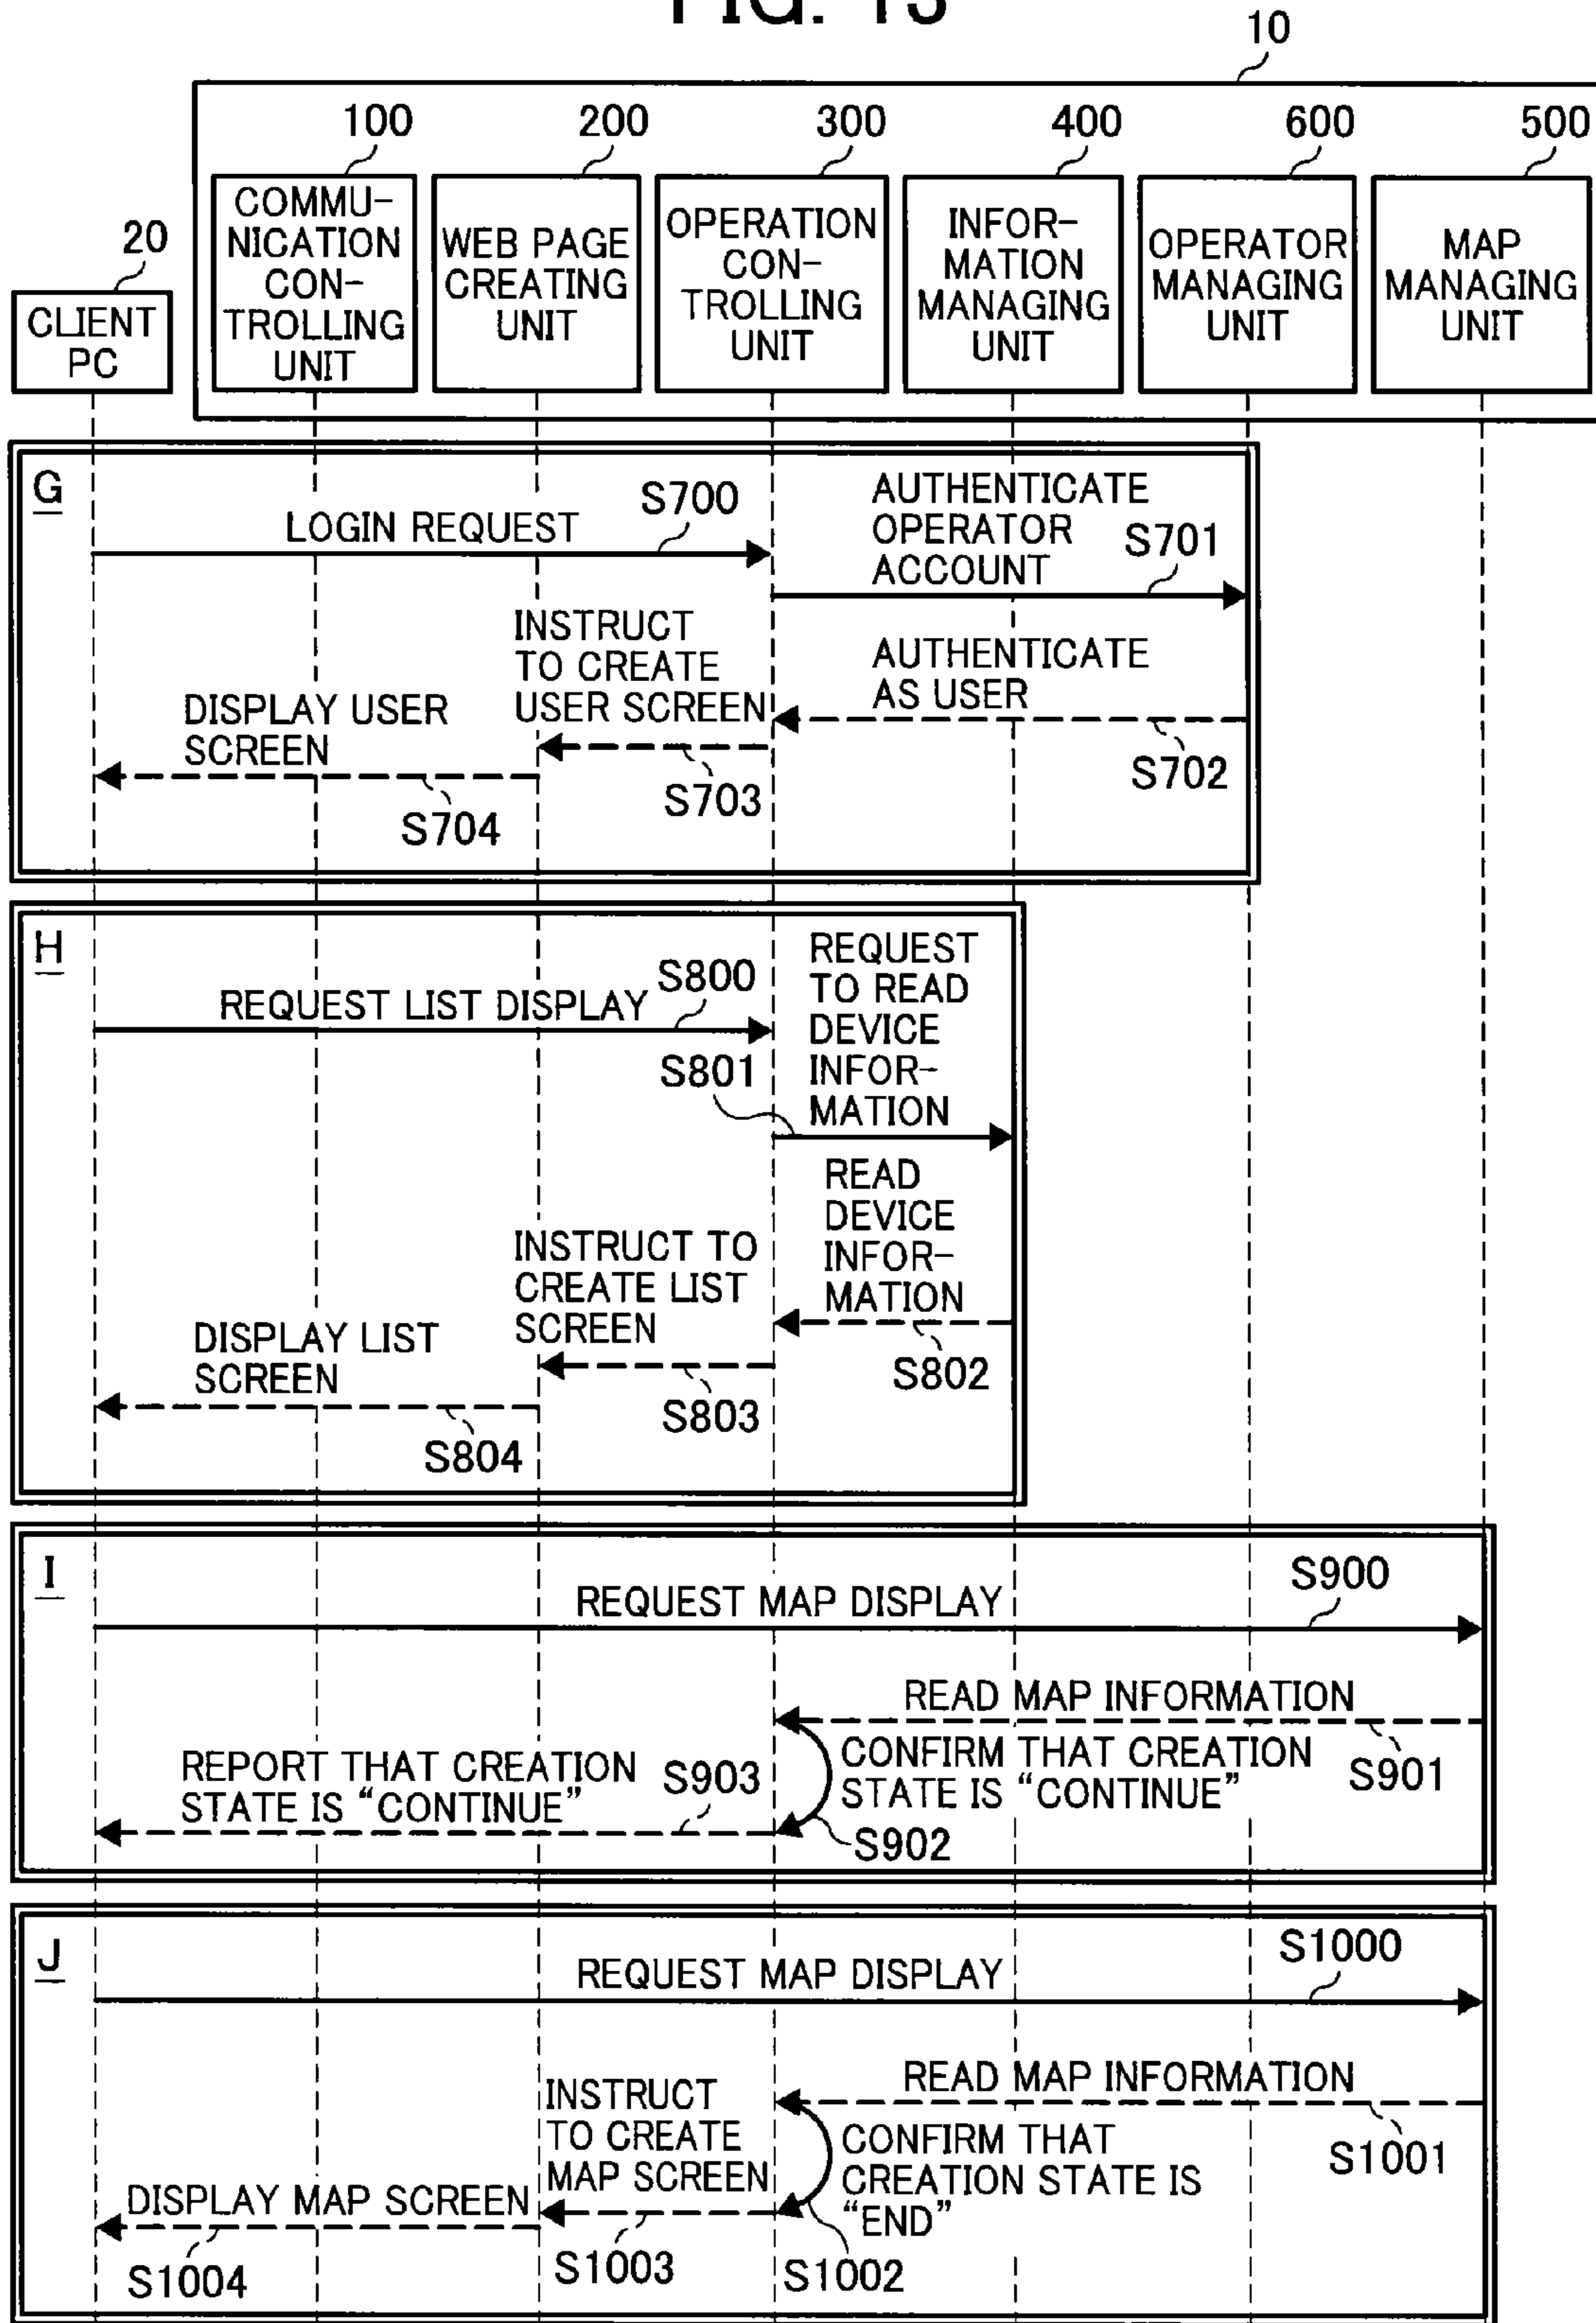 FIG. 13
10
100
200
300
400
600
500
20
CLIENT
PC
COMMU-
NICATION
CON-
TROLLING
UNIT
WEB PAGE
CREATING
UNIT
OPERATION
CON-
TROLLING
UNIT
INFOR-
MATION
MANAGING
UNIT
OPERATOR
MANAGING
UNIT
MAP
MANAGING
UNIT
G
LOGIN REQUEST
S700
AUTHENTICATE
OPERATOR
ACCOUNT
S701
AUTHENTICATE
AS USER
S702
INSTRUCT
TO CREATE
USER SCREEN
S703
DISPLAY USER
SCREEN
S704
H
REQUEST LIST DISPLAY
S800
REQUEST
TO READ
DEVICE
INFOR-
MATION
S801
READ
DEVICE
INFOR-
MATION
S802
INSTRUCT TO
CREATE LIST
SCREEN
S803
DISPLAY LIST
SCREEN
S804
I
REQUEST MAP DISPLAY
S900
READ MAP INFORMATION
S901
CONFIRM THAT CREATION
STATE IS “CONTINUE”
S902
REPORT THAT CREATION
STATE IS “CONTINUE”
S903
J
REQUEST MAP DISPLAY
S1000
READ MAP INFORMATION
S1001
CONFIRM THAT
CREATION STATE IS
“END”
S1002
INSTRUCT
TO CREATE
MAP SCREEN
S1003
DISPLAY MAP SCREEN
S1004